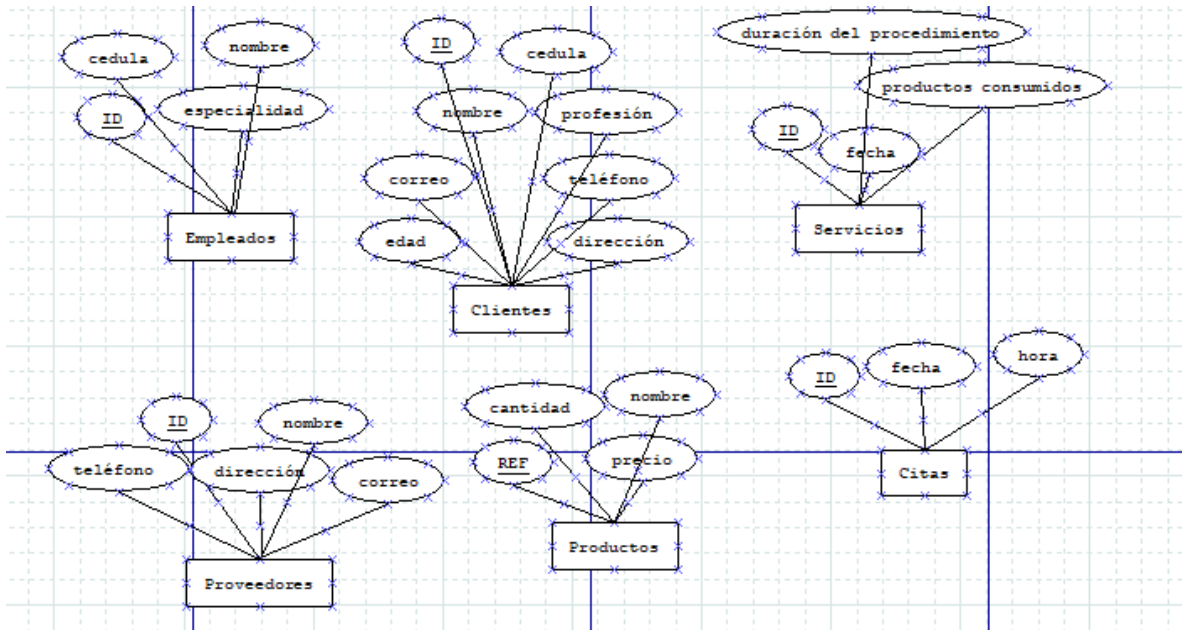 cedula
nombre
ID
especialidad
Empleados
ID
cedula
nombre
profesión
correo
teléfono
edad
dirección
Clientes
duración del procedimiento
productos consumidos
ID
fecha
Servicios
ID
nombre
teléfono
dirección
correo
Proveedores
cantidad
nombre
REF
precio
Productos
ID
fecha
hora
Citas